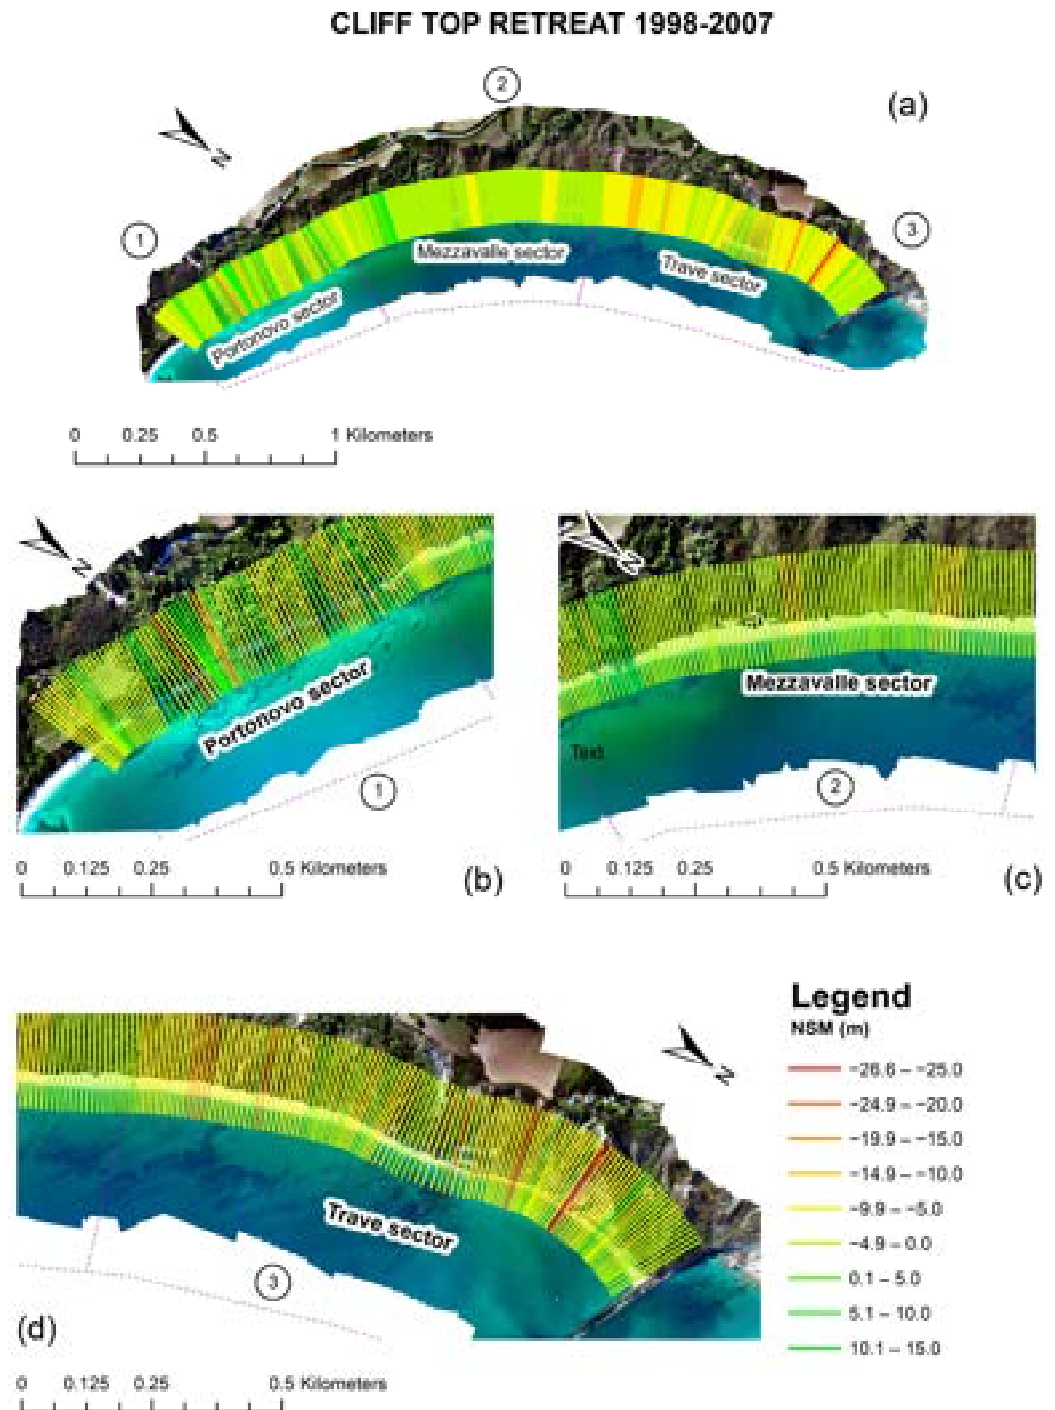 CLIFF TOP RETREAT 1998-2007
2
(a)
N
1
3
Mezzavalle sector
Trave sector
Portonovo sector
0 0.25 0.5 1 Kilometers
N
N
Portonovo sector
Mezzavalle sector
Text
1
2
0 0.125 0.25 0.5 Kilometers
(b)
0 0.125 0.25 0.5 Kilometers
(c)
Legend
NSM (m)
N
−26.6 – −25.0
−24.9 – −20.0
−19.9 – −15.0
−14.9 – −10.0
−9.9 – −5.0
−4.9 – 0.0
0.1 – 5.0
5.1 – 10.0
10.1 – 15.0
Trave sector
3
(d)
0 0.125 0.25 0.5 Kilometers